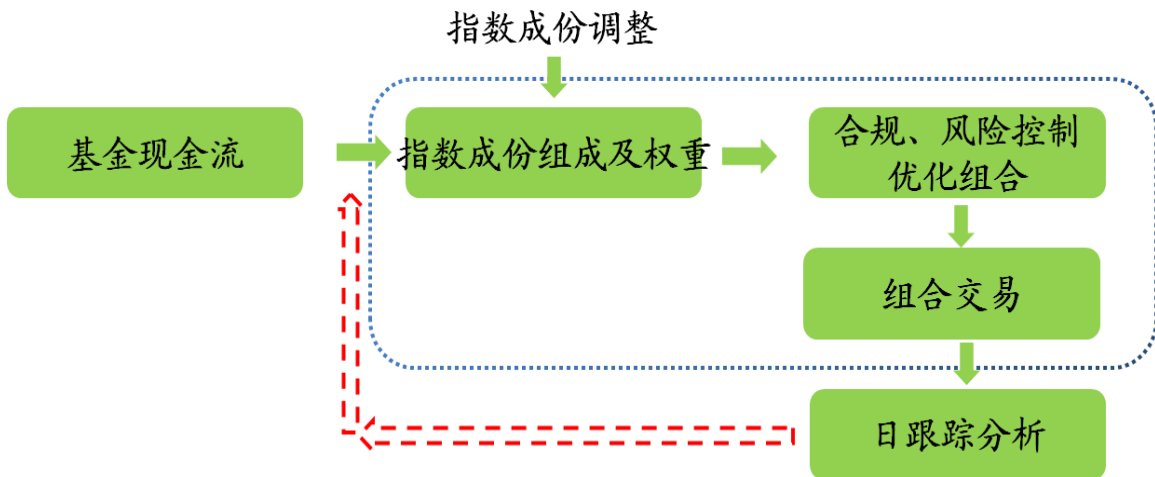 指数成份调整
基金现金流
指数成份组成及权重
合规、风险控制
优化组合
组合交易
日跟踪分析